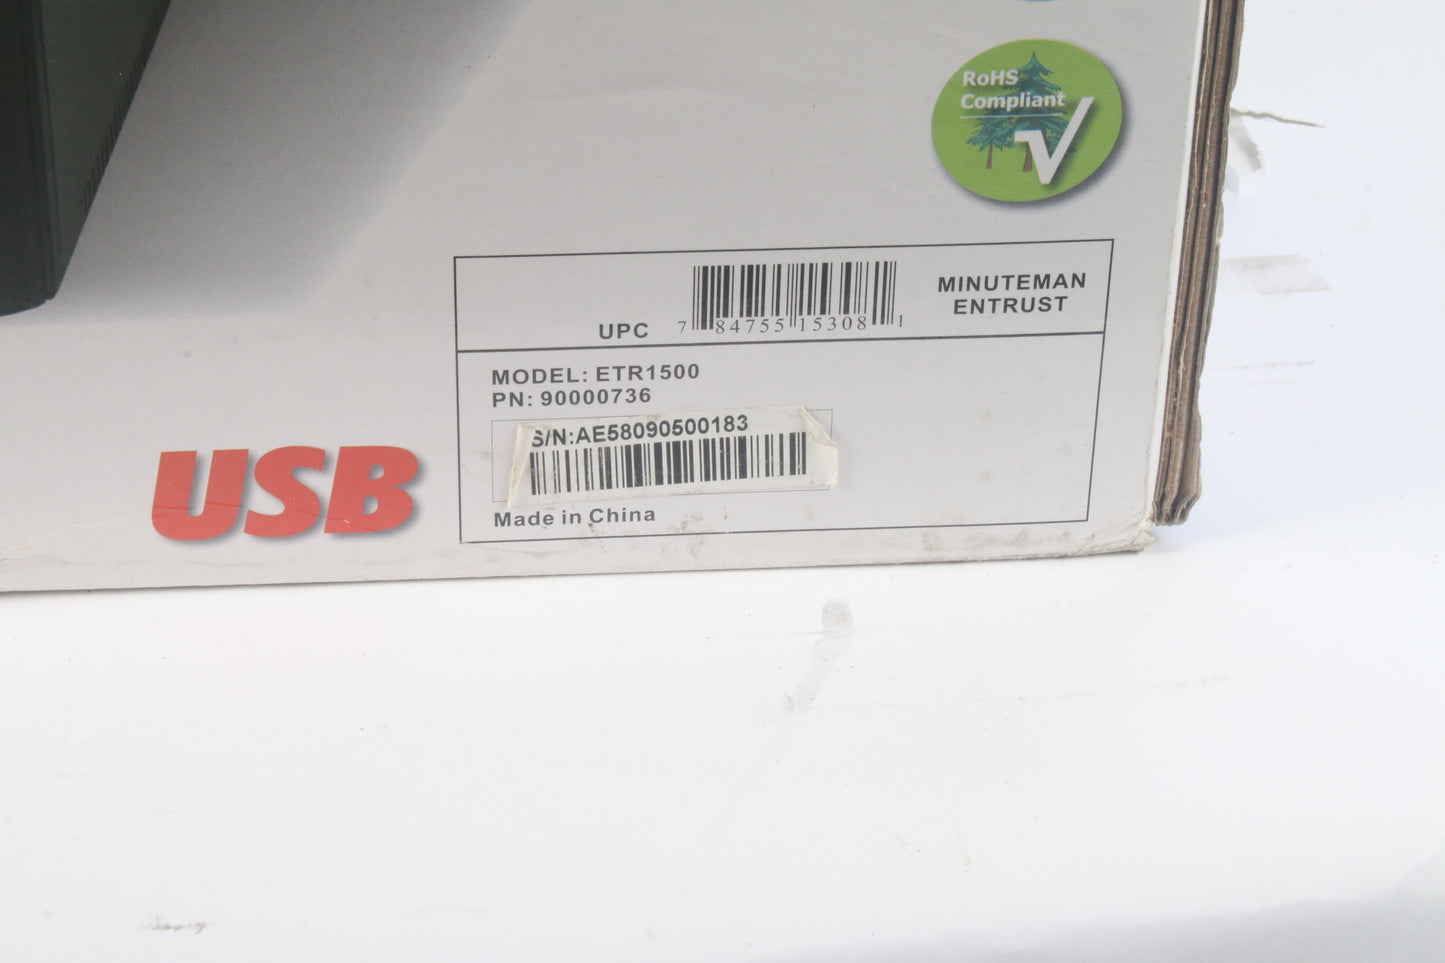 RoHS
Compliant
UPC
7 84755 15308 1
MINUTEMAN
ENTRUST
MODEL: ETR1500
PN: 90000736
S/N:AE58090500183
Made in China
USB